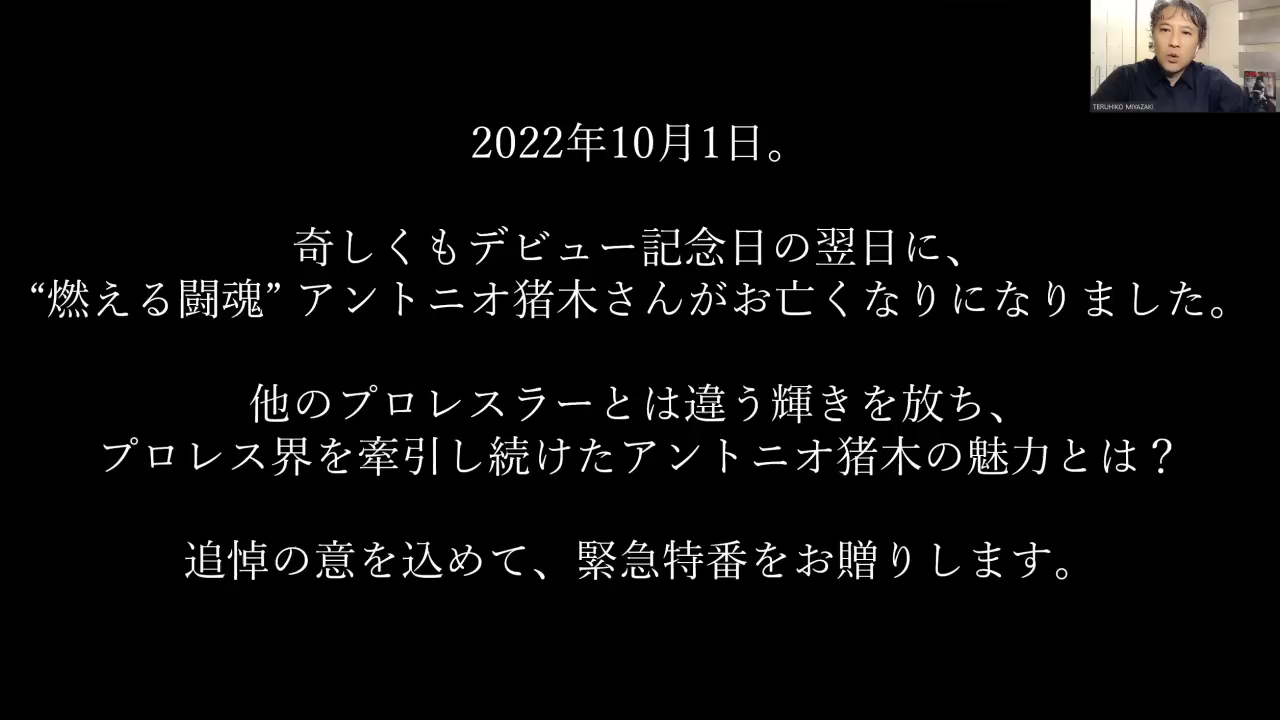 TERUHIKO MIYAZAKI
2022年10月1日。
奇しくもデビュー記念日の翌日に、
“燃える闘魂” アントニオ猪木さんがお亡くなりになりました。
他のプロレスラーとは違う輝きを放ち、
プロレス界を牽引し続けたアントニオ猪木の魅力とは？
追悼の意を込めて、緊急特番をお贈りします。